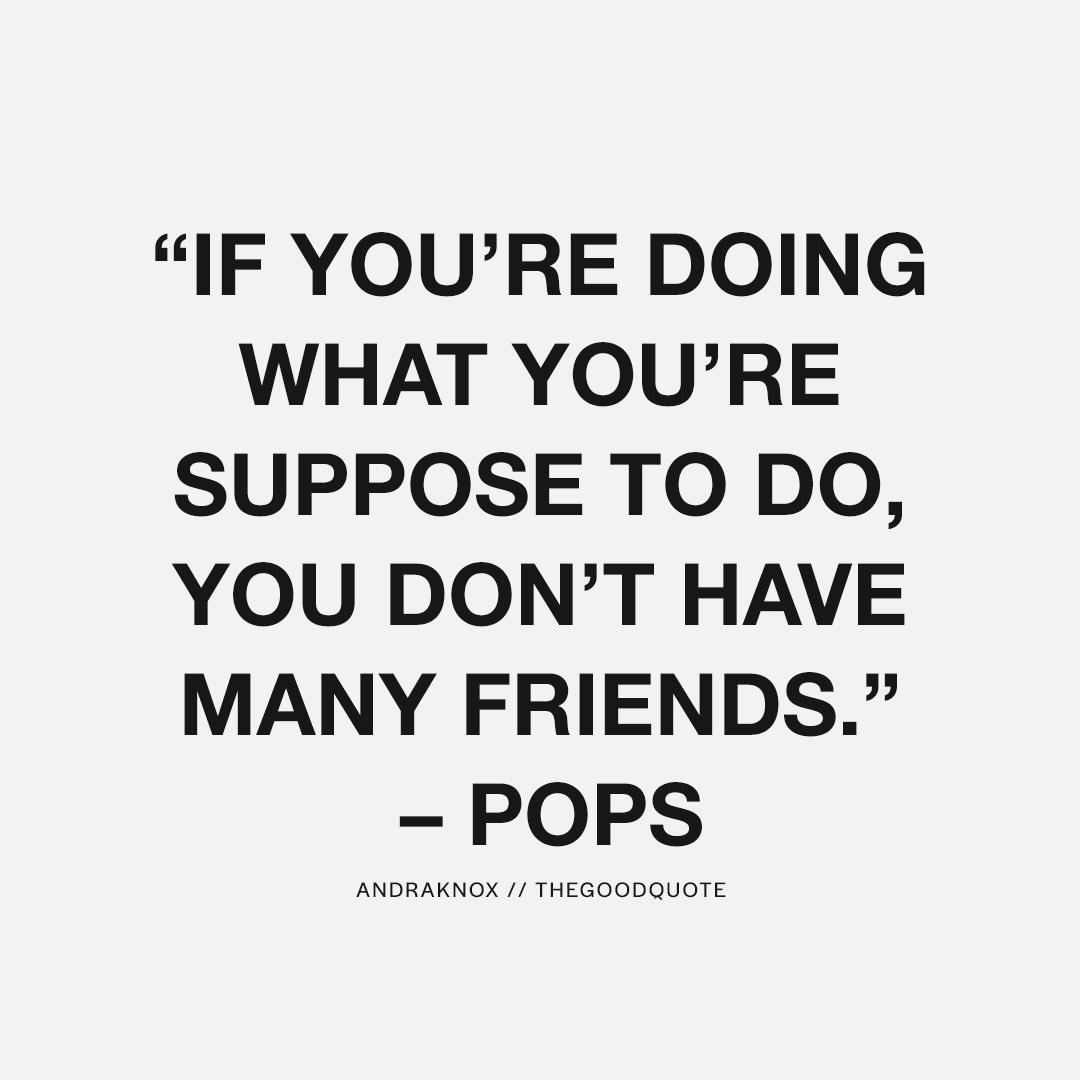 “IF YOU’RE DOING
WHAT YOU’RE
SUPPOSE TO DO,
YOU DON’T HAVE
MANY FRIENDS.”
– POPS
ANDRAKNOX // THEGOODQUOTE